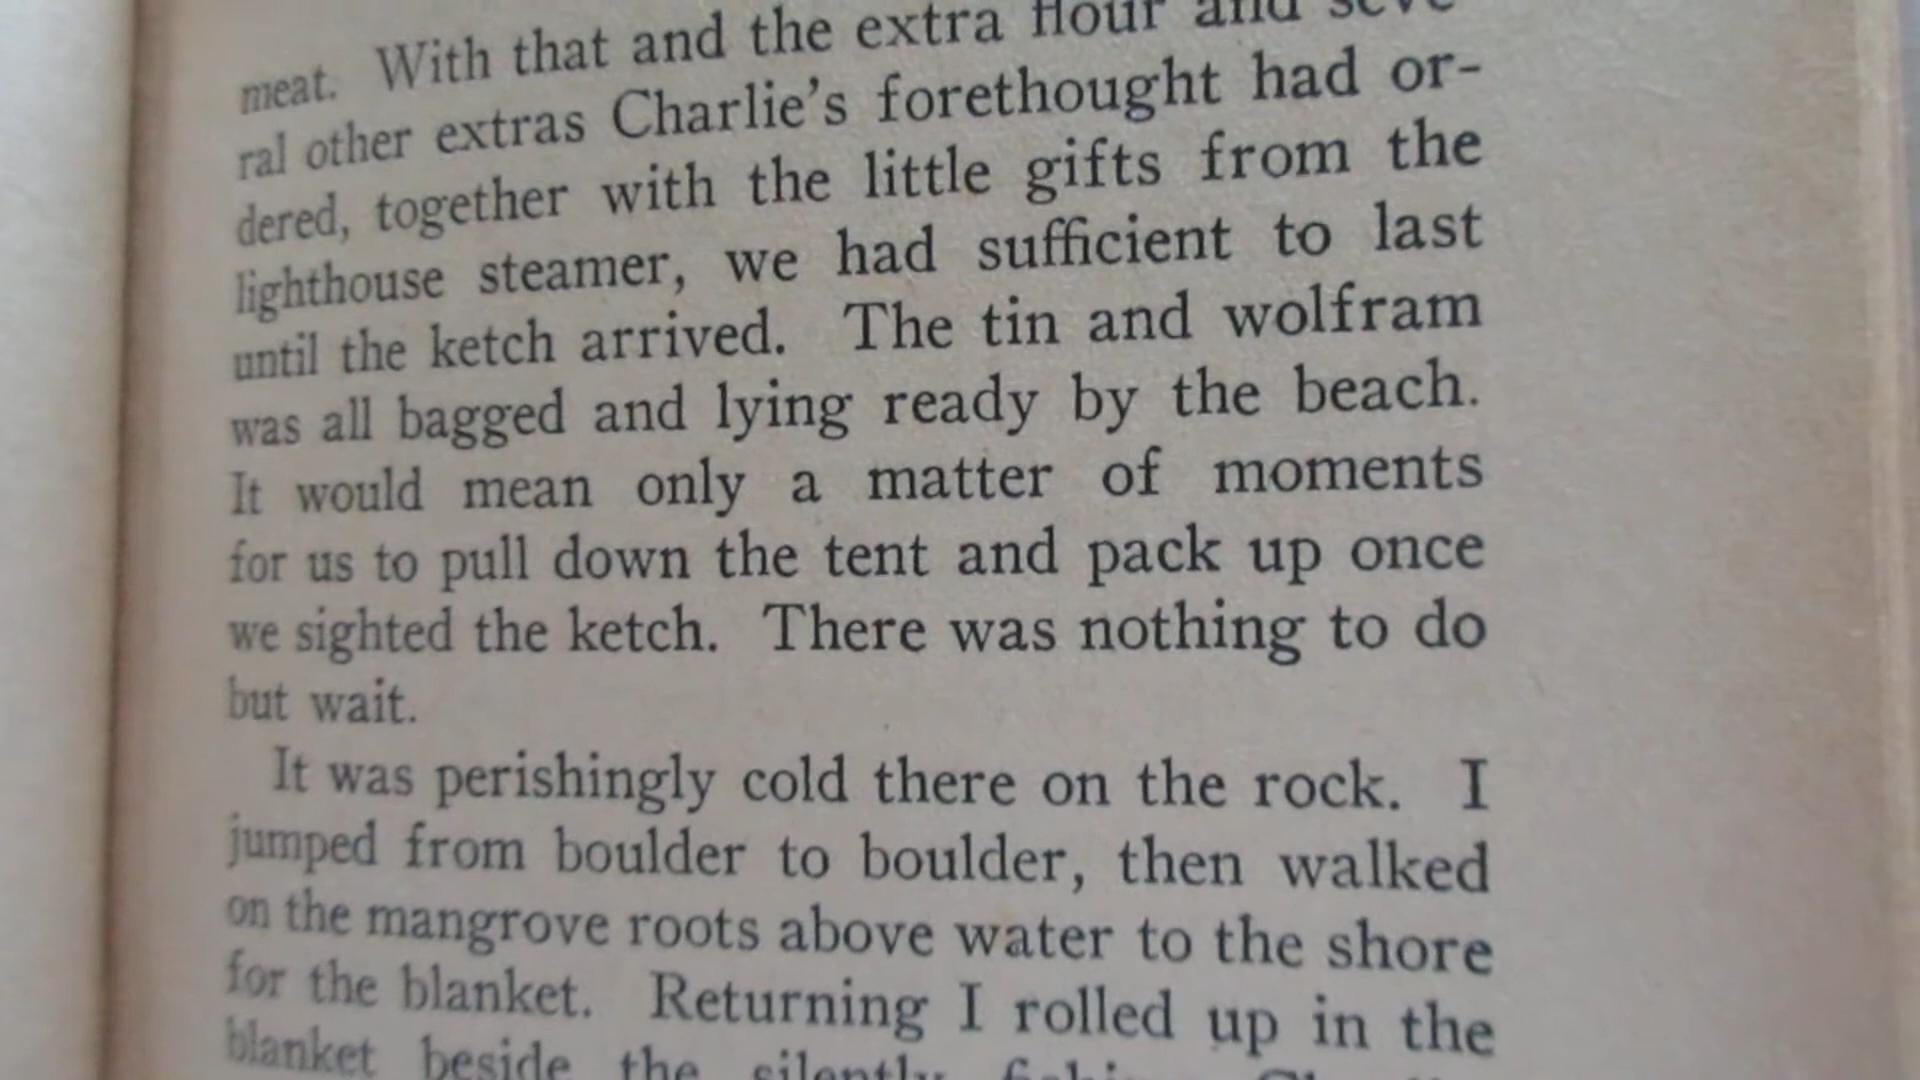 meat. With that and the extra flour and seve
ral other extras Charlie's forethought had or-
dered, together with the little gifts from the
lighthouse steamer, we had sufficient to last
until the ketch arrived. The tin and wolfram
was all bagged and lying ready by the beach.
It would mean only a matter of moments
for us to pull down the tent and pack up once
we sighted the ketch. There was nothing to do
but wait.
It was perishingly cold there on the rock. I
jumped from boulder to boulder, then walked
on the mangrove roots above water to the shore
for the blanket. Returning I rolled up in the
blanket beside the silently